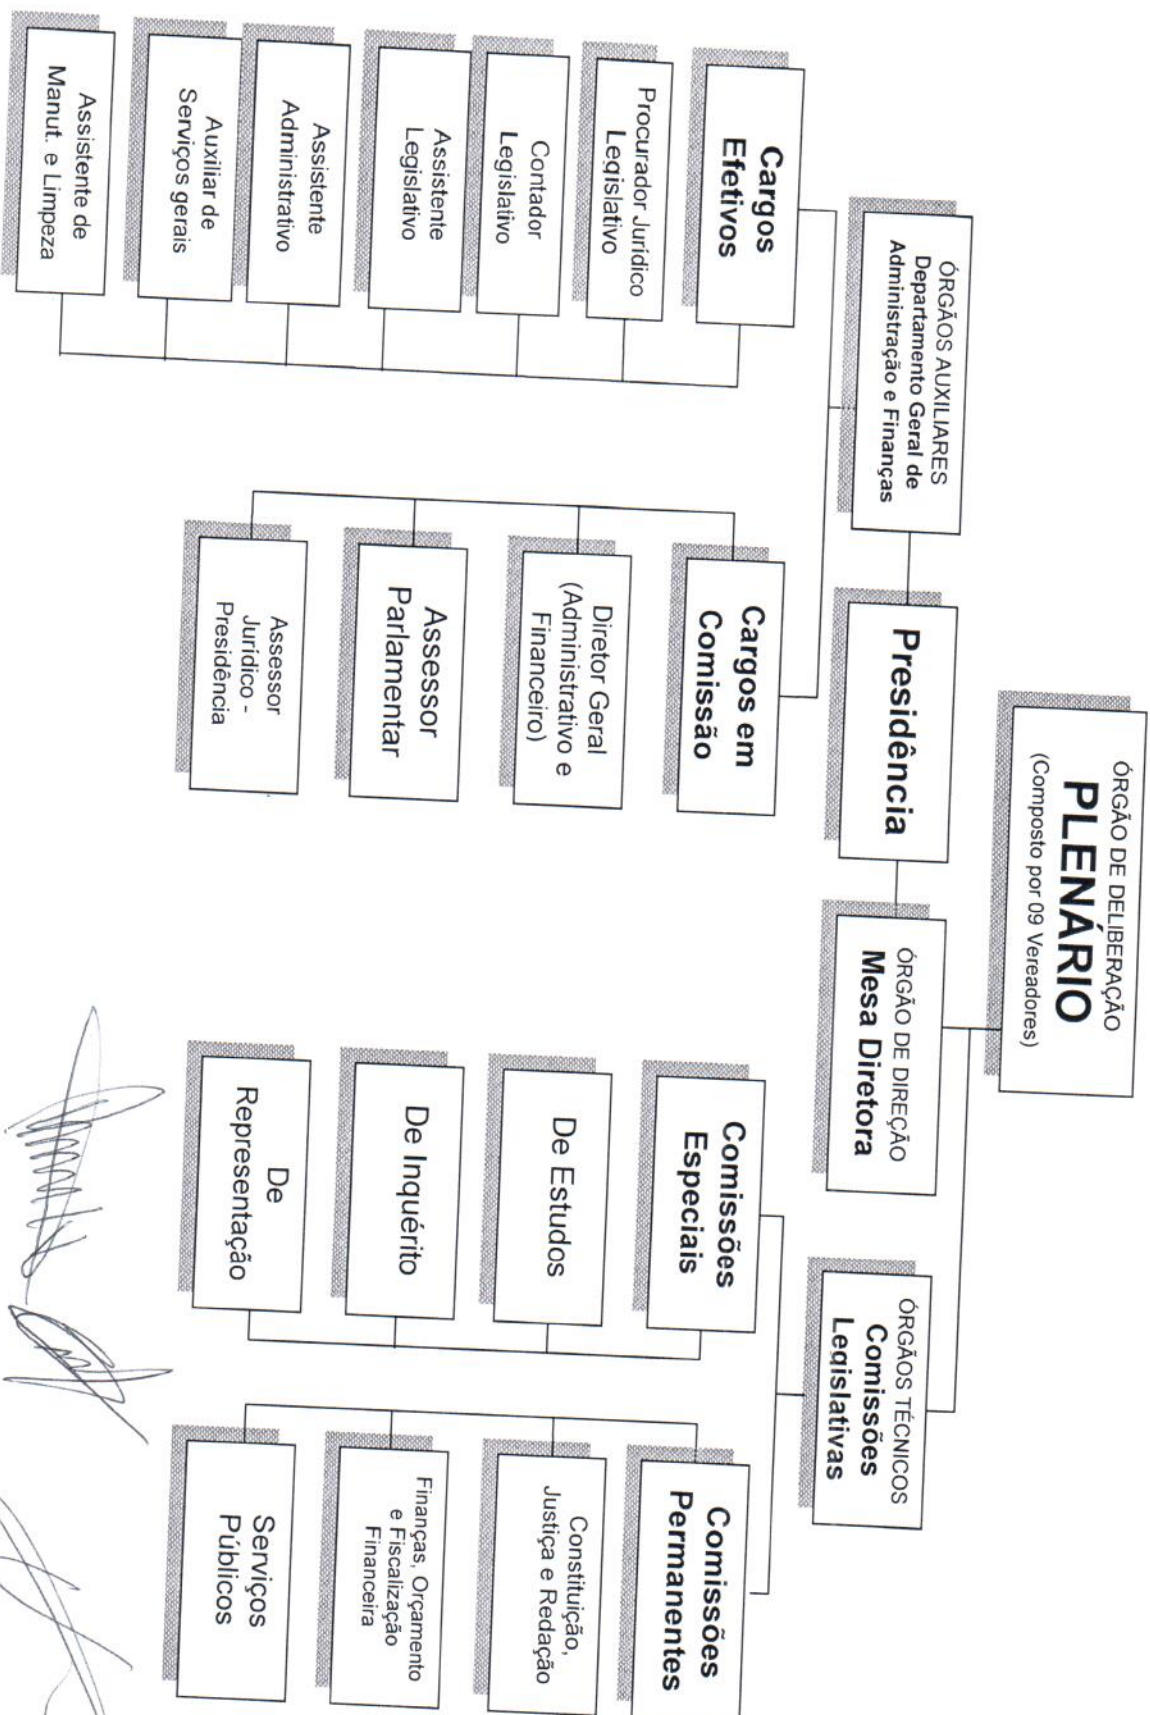 ÓRGÃO DE DELIBERAÇÃO
PLENÁRIO
(Composto por 09 Vereadores)
ÓRGÃOS AUXILIARES
Departamento Geral de
Administração e Finanças
Presidência
ÓRGÃO DE DIREÇÃO
Mesa Diretora
ÓRGÃOS TÉCNICOS
Comissões
Legislativas
Cargos
Efetivos
Procurador Jurídico
Legislativo
Contador
Legislativo
Assistente
Legislativo
Assistente
Administrativo
Auxiliar de
Serviços gerais
Assistente de
Manut. e Limpeza
Cargos em
Comissão
Diretor Geral
(Administrativo e
Financeiro)
Assessor
Parlamentar
Assessor
Jurídico -
Presidência
Comissões
Especiais
De Estudos
De Inquérito
De
Representação
Comissões
Permanentes
Constituição,
Justiça e Redação
Finanças, Orçamento
e Fiscalização
Financeira
Serviços
Públicos